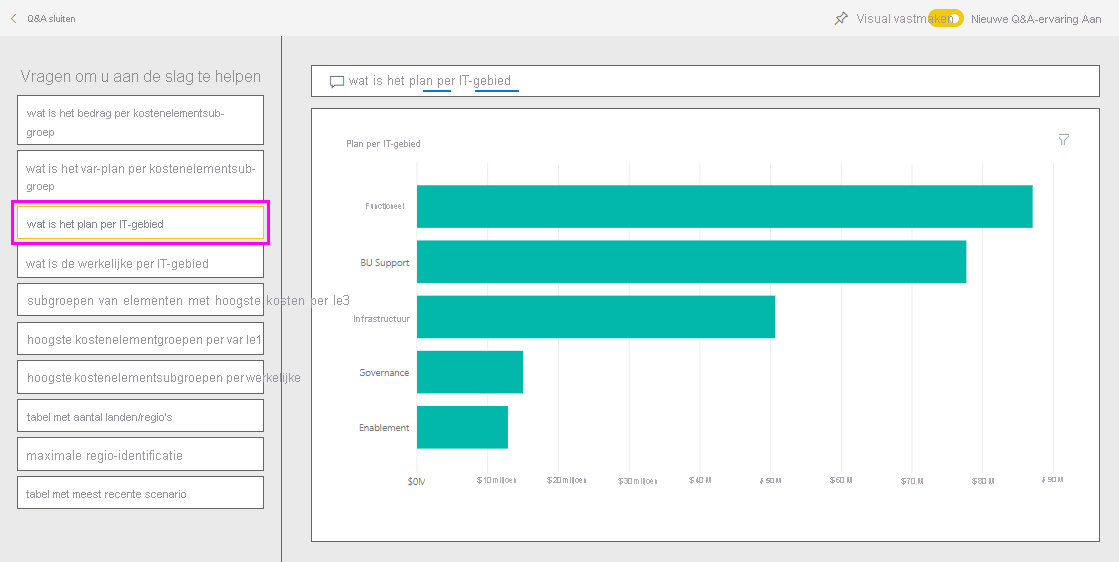 Q&A sluiten
Visual vastmaken
Nieuwe Q&A-ervaring Aan
Vragen om u aan de slag te helpen
wat is het bedrag per kostenelementsub-
groep
wat is het var-plan per kostenelementsub-
groep
wat is het plan per IT-gebied
wat is de werkelijke per IT-gebied
subgroepen van elementen met hoogste kosten per le3
hoogste kostenelementgroepen per var le1
hoogste kostenelementsubgroepen per werkelijke
tabel met aantal landen/regio's
maximale regio-identificatie
tabel met meest recente scenario
wat is het plan per IT-gebied
Plan per IT-gebied
Functioneel
BU Support
Infrastructuur
Governance
Enablement
$0M
$10 miljoen
$20 miljoen
$30 miljoen
$40 M
$50 M
$60 M
$70 M
$80 M
$90 M